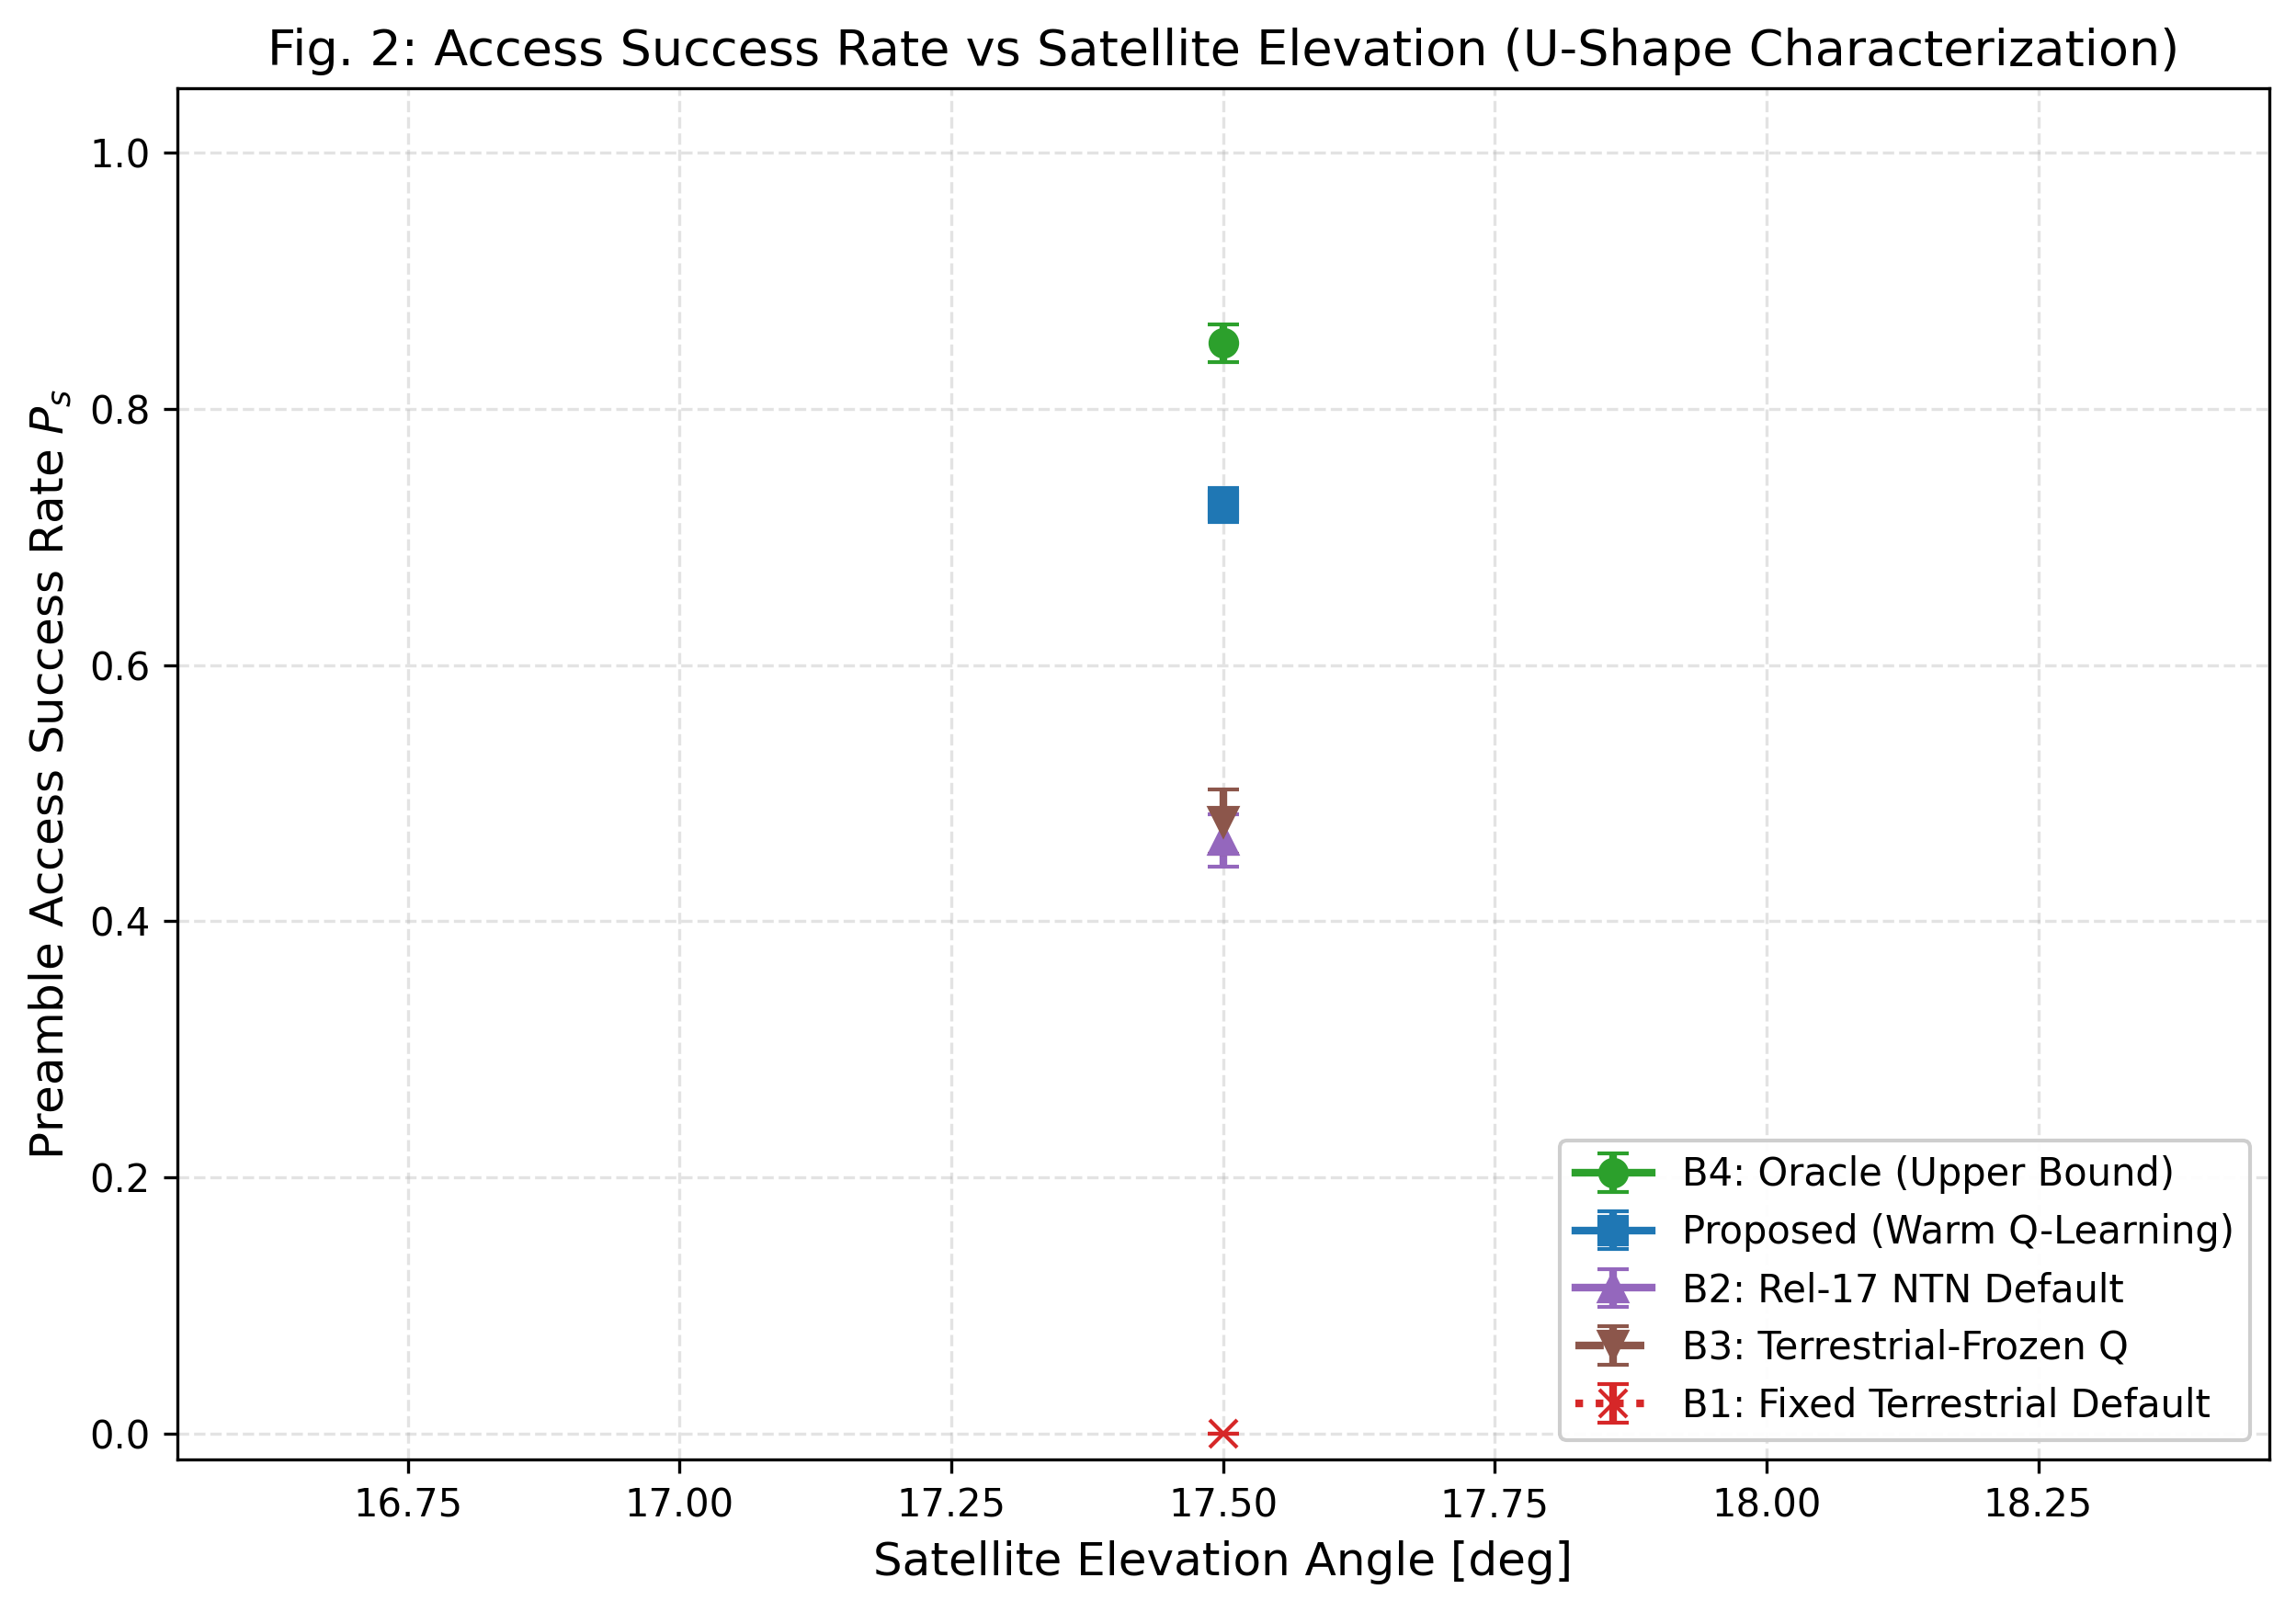 Fig. 2: Access Success Rate vs Satellite Elevation (U-Shape Characterization)
Preamble Access Success Rate P_s
1.0
0.8
0.6
0.4
0.2
0.0
B4: Oracle (Upper Bound)
Proposed (Warm Q-Learning)
B2: Rel-17 NTN Default
B3: Terrestrial-Frozen Q
B1: Fixed Terrestrial Default
16.75 17.00 17.25 17.50 17.75 18.00 18.25
Satellite Elevation Angle [deg]